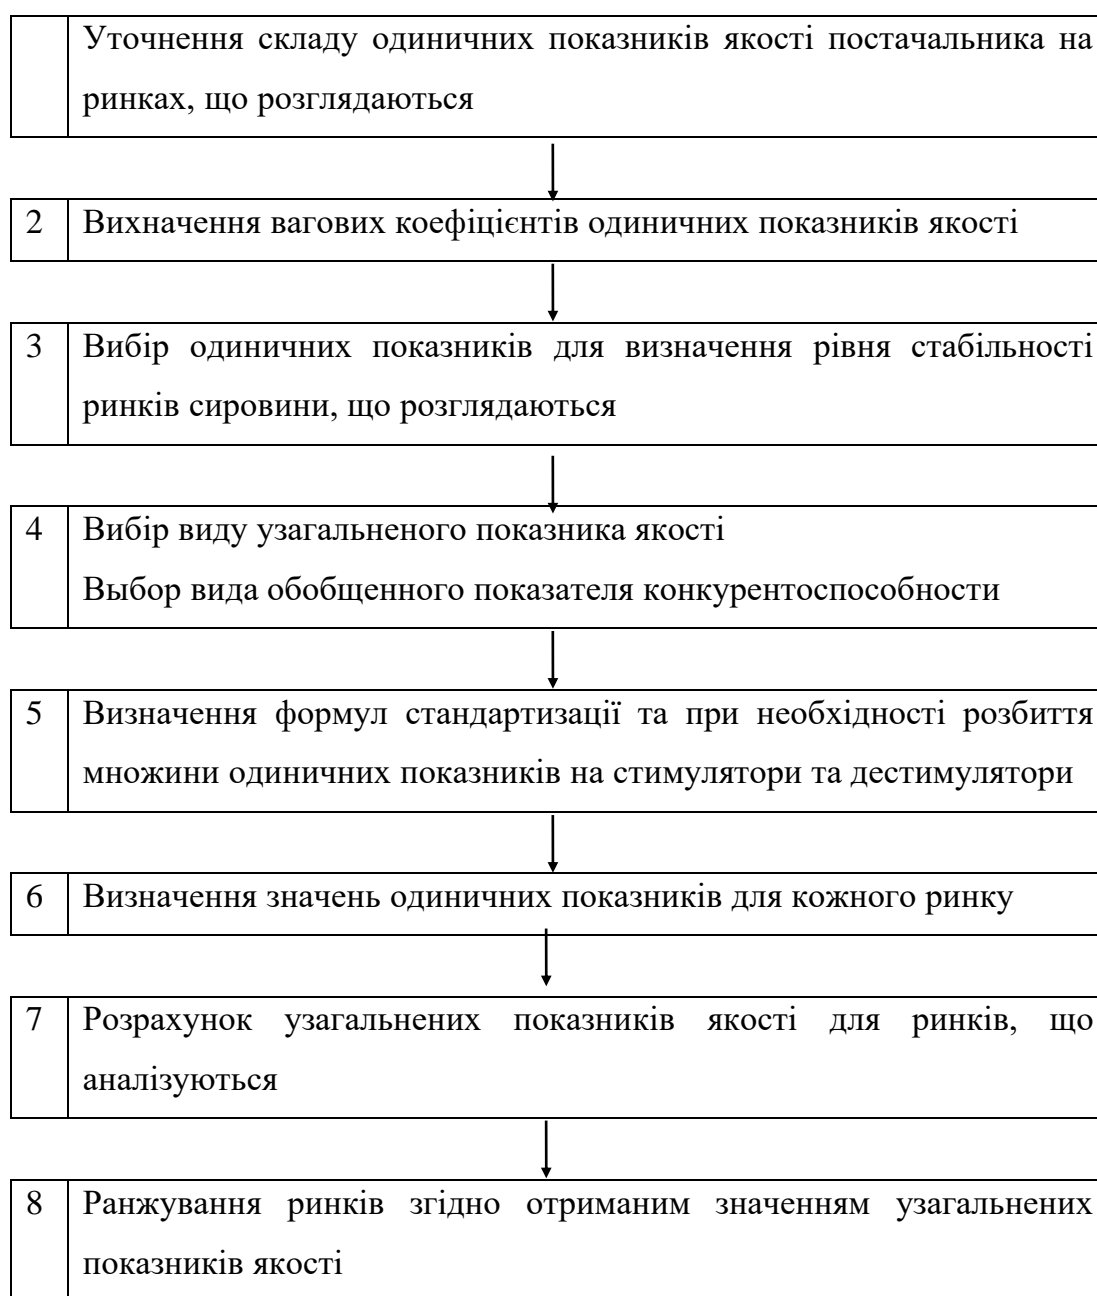 Уточнення складу одиничних показників якості постачальника на
ринках, що розглядаються
2 Вихначення вагових коефіцієнтів одиничних показників якості
3 Вибір одиничних показників для визначення рівня стабільності
ринків сировини, що розглядаються
4 Вибір виду узагальненого показника якості
Выбор вида обобщенного показателя конкурентоспособности
5 Визначення формул стандартизації та при необхідності розбиття
множини одиничних показників на стимулятори та дестимулятори
6 Визначення значень одиничних показників для кожного ринку
7 Розрахунок узагальнених показників якості для ринків, що
аналізуються
8 Ранжування ринків згідно отриманим значенням узагальнених
показників якості